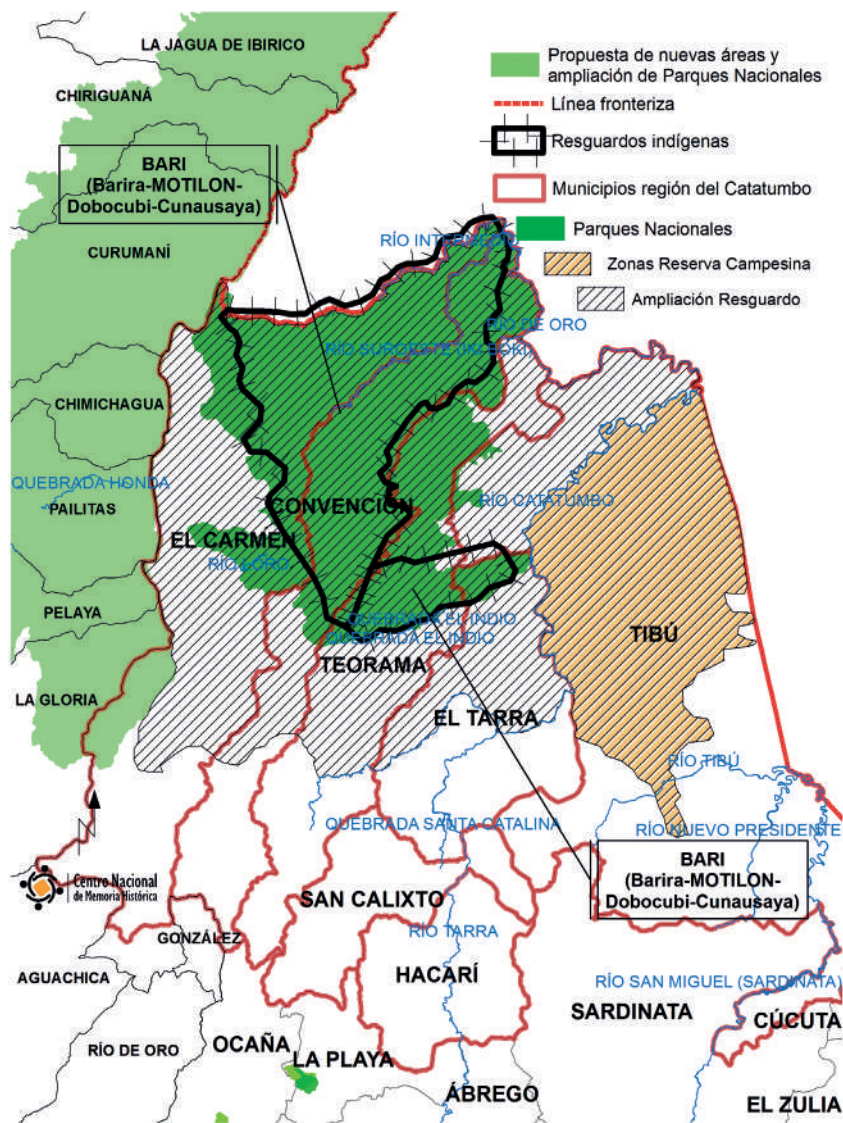 LA JAGUA DE IBIRICO
CHIRIGUANÁ
BARI
(Barira-MOTILON-
Dobocubi-Cunausaya)
CURUMANÍ
CHIMICHAGUA
QUEBRADA HONDA
PAILITAS
PELAYA
LA GLORIA
Propuesta de nuevas áreas y
ampliación de Parques Nacionales
Línea fronteriza
Resguardos indígenas
Municipios región del Catatumbo
Parques Nacionales
Zonas Reserva Campesina
Ampliación Resguardo
RÍO DE ORO
CONVENCIÓN
RÍO CATATUMBO
EL CARMEN
QUEBRADA EL INDIO
QUEBRADA EL INDIO
TEORAMA
TIBÚ
EL TARRA
RÍO TIBÚ
QUEBRADA SANTA CATALINA
RÍO NUEVO PRESIDENTE
BARI
(Barira-MOTILON-
Dobocubi-Cunausaya)
N
Centro Nacional
de Memoria Histórica
SAN CALIXTO
GONZÁLEZ
RÍO TARRA
AGUACHICA
HACARÍ
RÍO SAN MIGUEL (SARDINATA)
SARDINATA
CÚCUTA
RÍO DE ORO
OCAÑA
LA PLAYA
ÁBREGO
EL ZULIA